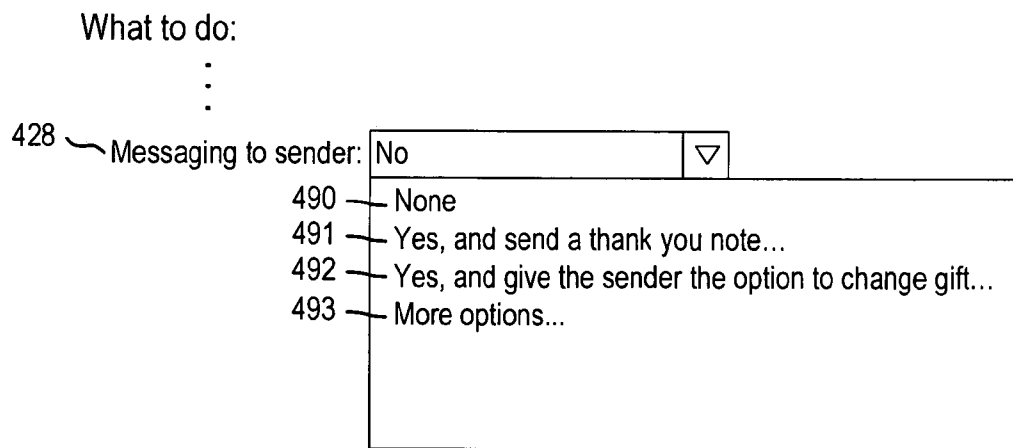 What to do:
428 Messaging to sender: No
490 None
491 Yes, and send a thank you note...
492 Yes, and give the sender the option to change gift...
493 More options...